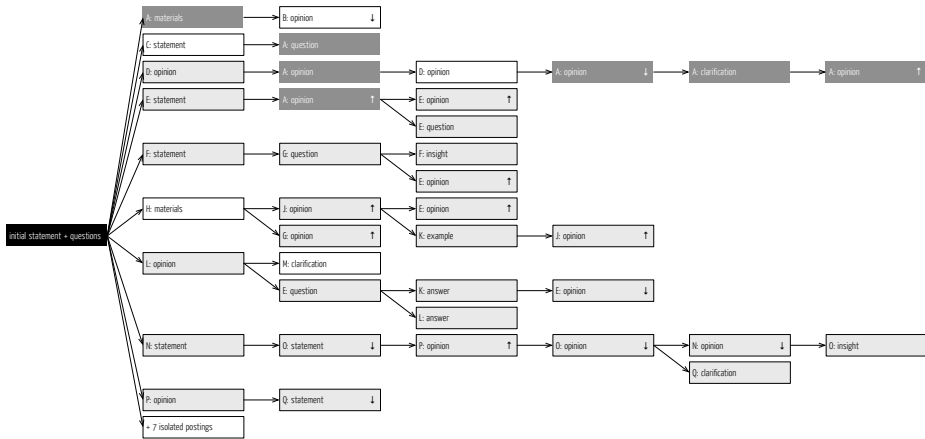 A: materials
B: opinion ↓
C: statement
A: question
D: opinion
A: opinion
D: opinion
A: opinion ↓
A: clarification
A: opinion ↑
E: statement
A: opinion ↑
E: opinion ↑
E: question
F: statement
G: question
F: insight
E: opinion ↑
H: materials
J: opinion ↑
E: opinion ↑
G: opinion ↑
K: example
J: opinion ↑
initial statement + questions
L: opinion
M: clarification
E: question
K: answer
E: opinion ↓
L: answer
N: statement
O: statement ↓
P: opinion ↑
O: opinion ↓
N: opinion ↓
O: insight
Q: clarification
P: opinion
Q: statement ↓
+ 7 isolated postings